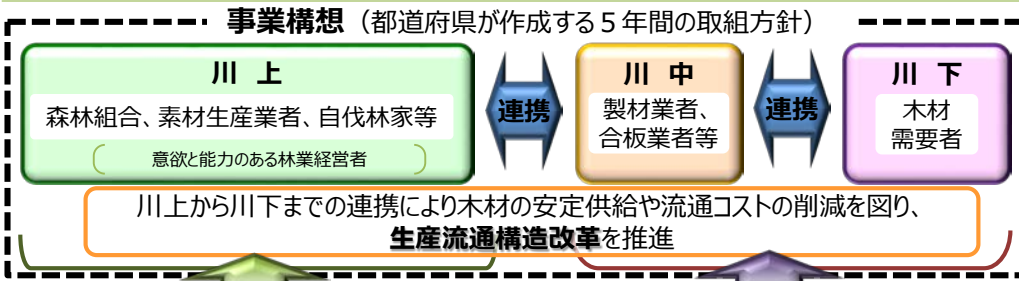 事業構想（都道府県が作成する５年間の取組方針）
川 上
森林組合、素材生産業者、自伐林家等
（ 意欲と能力のある林業経営者 ）
連携
川 中
製材業者、
合板業者等
連携
川 下
木材
需要者
川上から川下までの連携により木材の安定供給や流通コストの削減を図り、
生産流通構造改革を推進